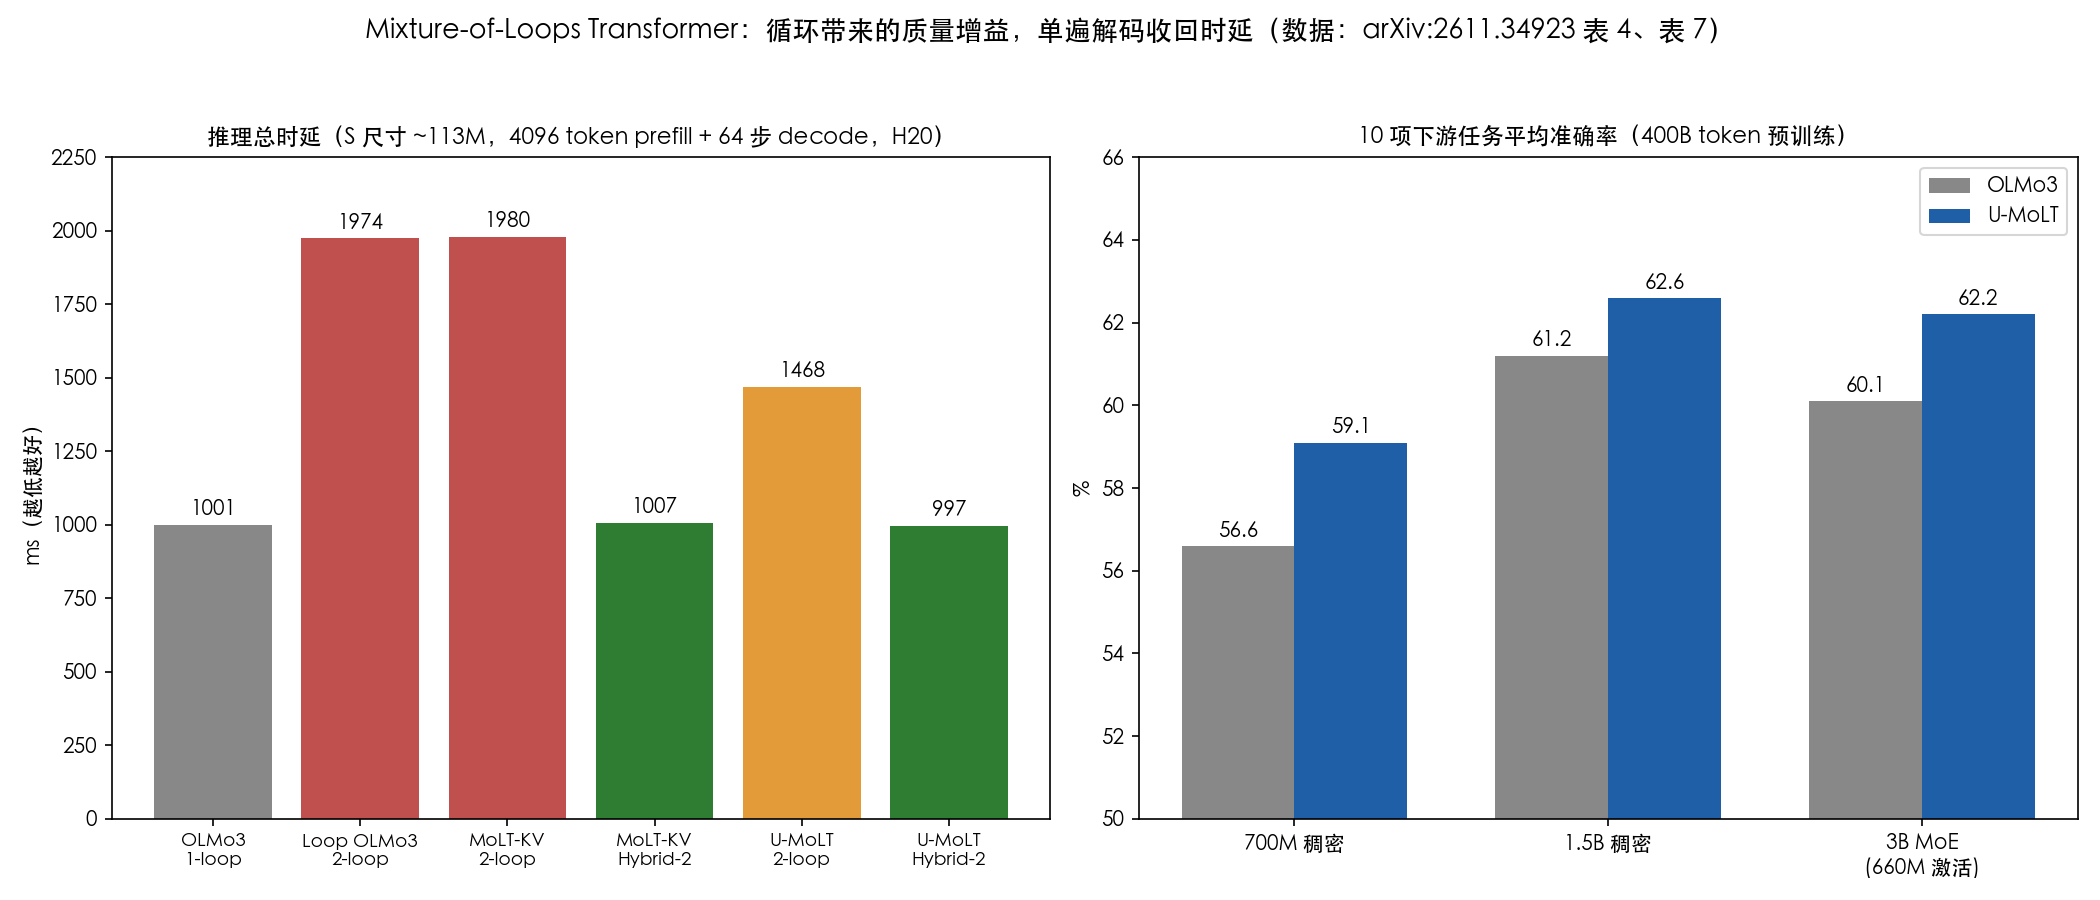 Mixture-of-Loops Transformer：循环带来的质量增益，单遍解码收回时延（数据：arXiv:2611.34923 表 4、表 7）
推理总时延（S 尺寸 ~113M，4096 token prefill + 64 步 decode，H20）
ms（越低越好）
2250
2000
1750
1500
1250
1000
750
500
250
0
1001
1974
1980
1007
1468
997
OLMo3
1-loop
Loop OLMo3
2-loop
MoLT-KV
2-loop
MoLT-KV
Hybrid-2
U-MoLT
2-loop
U-MoLT
Hybrid-2
10 项下游任务平均准确率（400B token 预训练）
%
66
64
62
60
58
56
54
52
50
OLMo3
U-MoLT
56.6
59.1
61.2
62.6
60.1
62.2
700M 稠密
1.5B 稠密
3B MoE
(660M 激活)